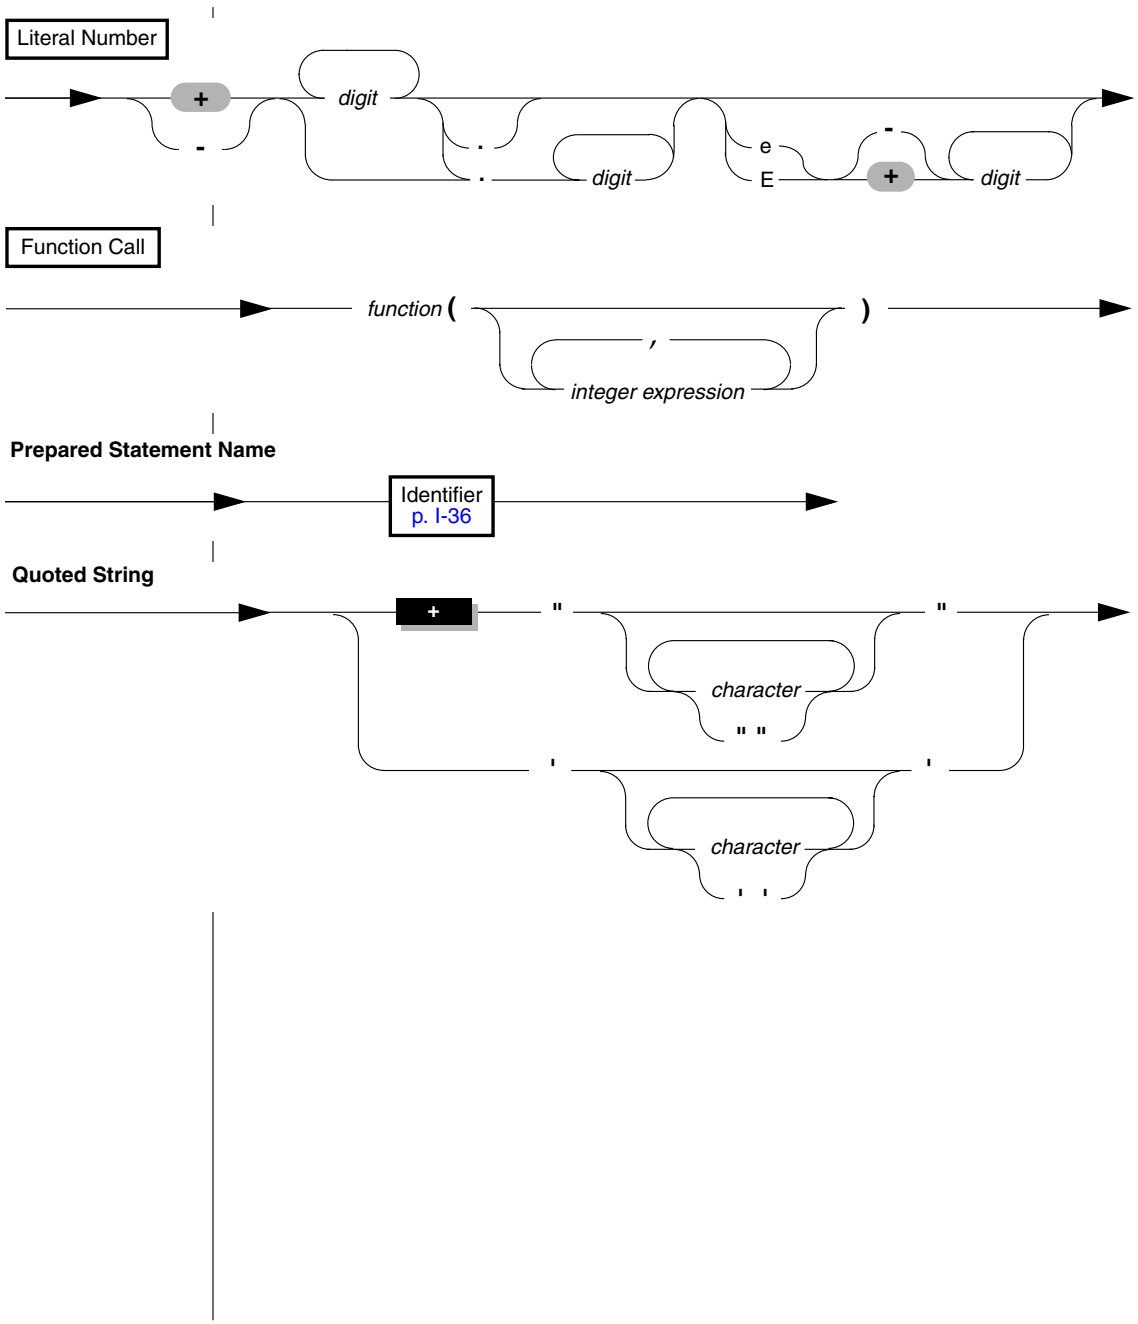 Literal Number
+ digit
- .
. digit e E - + digit
Function Call
function ( )
,
integer expression
Prepared Statement Name
Identifier
p. I-36
Quoted String
+ " "
character
" "
' '
character
' '